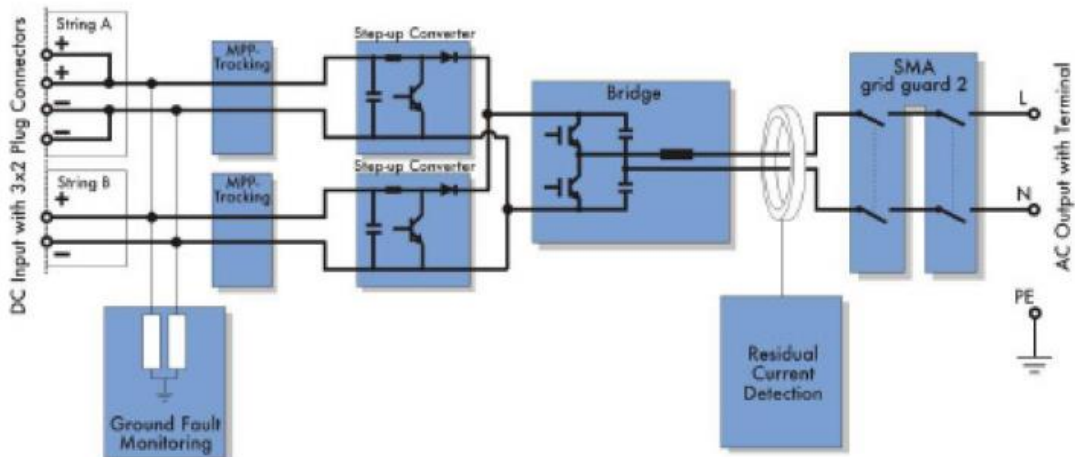 DC Input with 3x2 Plug Connectors
String A
+
+
−
−
String B
+
−
MPP-
Tracking
MPP-
Tracking
Step-up Converter
Step-up Converter
Bridge
SMA
grid guard 2
L
N
PE
AC Output with Terminal
Residual
Current
Detection
Ground Fault
Monitoring